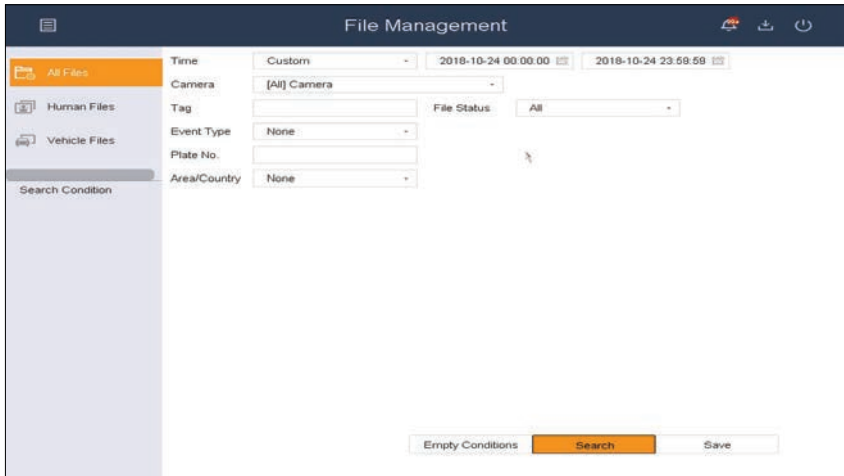 File Management
99+
All Files
Human Files
Vehicle Files
Search Condition
Time Custom 2018-10-24 00:00:00 2018-10-24 23:59:59
Camera [All] Camera
Tag File Status All
Event Type None
Plate No.
Area/Country None
Empty Conditions Search Save